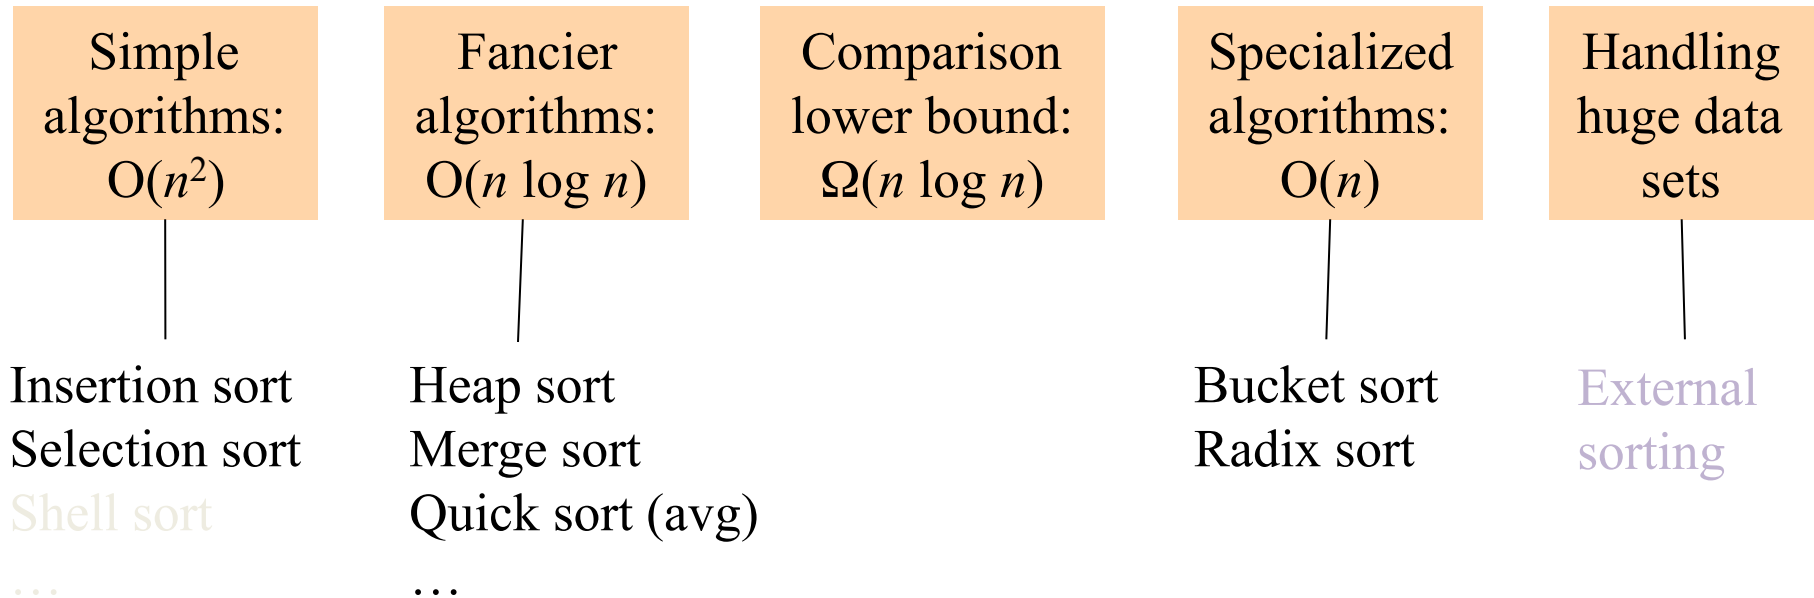 Simple
algorithms:
O(n²)
Fancier
algorithms:
O(n log n)
Comparison
lower bound:
Ω(n log n)
Specialized
algorithms:
O(n)
Handling
huge data
sets
Insertion sort
Selection sort
Shell sort
…
Heap sort
Merge sort
Quick sort (avg)
…
Bucket sort
Radix sort
External
sorting